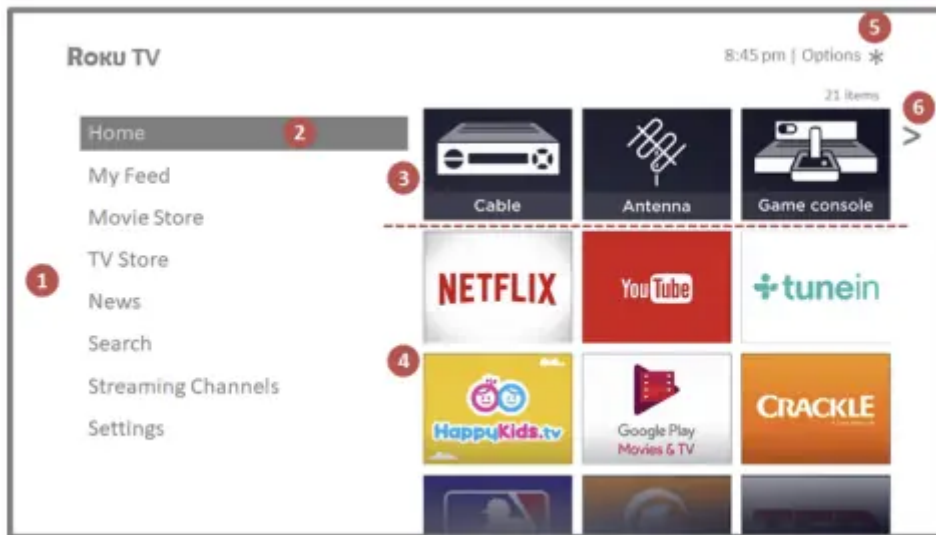 5
ROKU TV
8:45 pm | Options *
21 items
6
>
Home 2
My Feed
Movie Store
TV Store
1
News
Search
Streaming Channels
Settings
3
Cable
Antenna
Game console
NETFLIX
YouTube
tunein
4
HappyKids.tv
Google Play
Movies & TV
CRACKLE